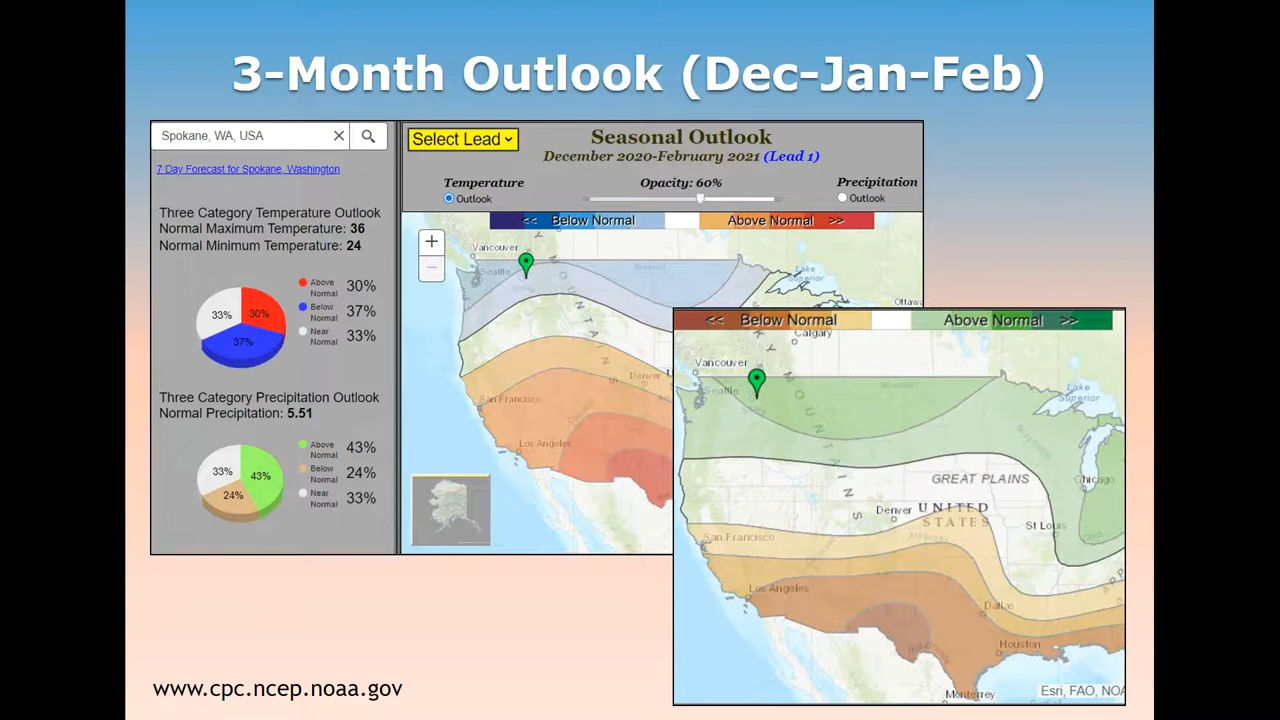 3-Month Outlook (Dec-Jan-Feb)
Spokane, WA, USA
7 Day Forecast for Spokane, Washington
Three Category Temperature Outlook
Normal Maximum Temperature: 36
Normal Minimum Temperature: 24
Above Normal 30%
Below Normal 37%
Near Normal 33%
33%
30%
37%
Three Category Precipitation Outlook
Normal Precipitation: 5.51
Above Normal 43%
Below Normal 24%
Near Normal 33%
33%
43%
24%
Select Lead
Seasonal Outlook
December 2020-February 2021 (Lead 1)
Temperature
Outlook
Opacity: 60%
Precipitation
Outlook
<< Below Normal
Above Normal >>
+
−
Vancouver
Seattle
Missouri
Lake Superior
Ottawa
MOUNTAINS
Denver
San Francisco
Los Angeles
<< Below Normal
Above Normal >>
Calgary
Vancouver
Seattle
Missouri
Lake Superior
MOUNTAINS
GREAT PLAINS
Chicago
Denver
UNITED
STATES
St Louis
San Francisco
Arkansas
Ohio
Los Angeles
Dallas
Houston
Monterrey
Esri, FAO, NOA
www.cpc.ncep.noaa.gov